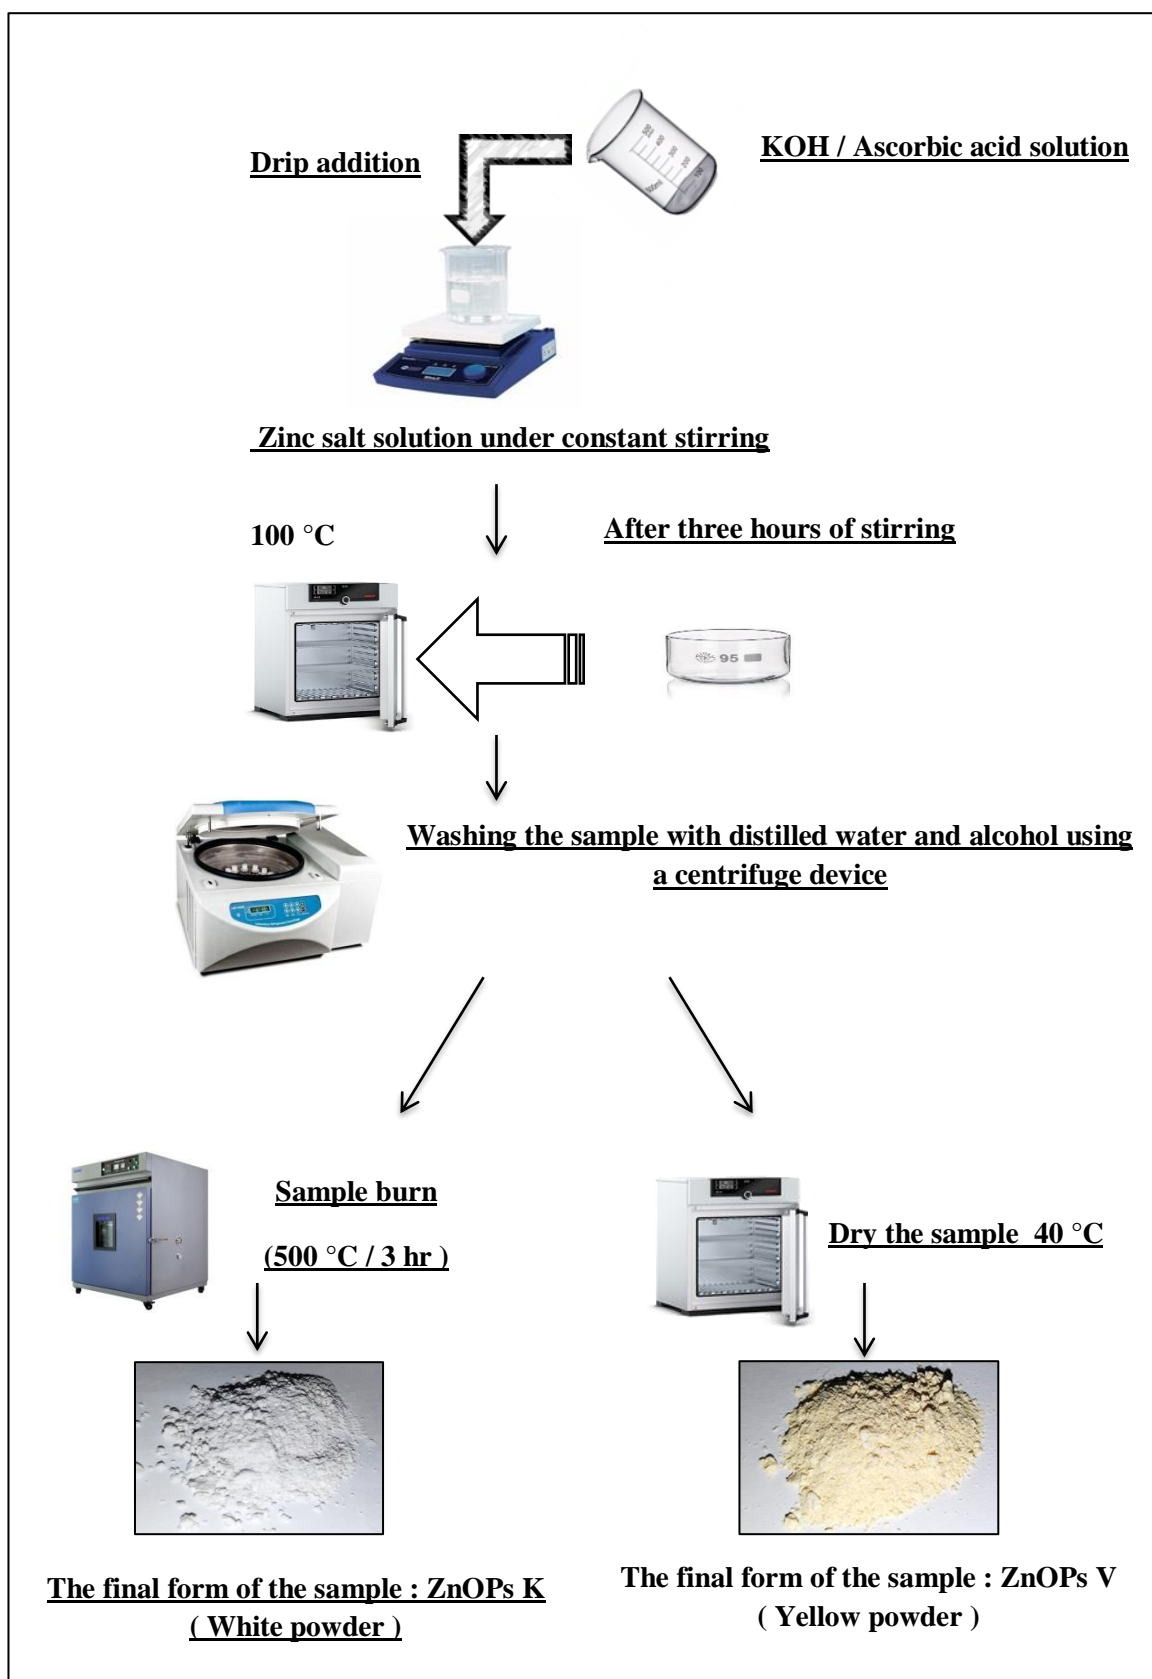 Drip addition
KOH / Ascorbic acid solution
Zinc salt solution under constant stirring
100 °C
After three hours of stirring
95
Washing the sample with distilled water and alcohol using
a centrifuge device
Sample burn
(500 °C / 3 hr )
Dry the sample 40 °C
The final form of the sample : ZnOPs K
( White powder )
The final form of the sample : ZnOPs V
( Yellow powder )